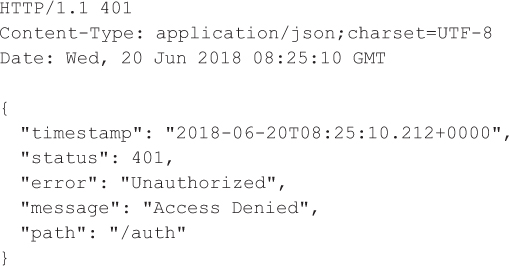 HTTP/1.1 401
Content-Type: application/json;charset=UTF-8
Date: Wed, 20 Jun 2018 08:25:10 GMT

{
  "timestamp": "2018-06-20T08:25:10.212+0000",
  "status": 401,
  "error": "Unauthorized",
  "message": "Access Denied",
  "path": "/auth"
}